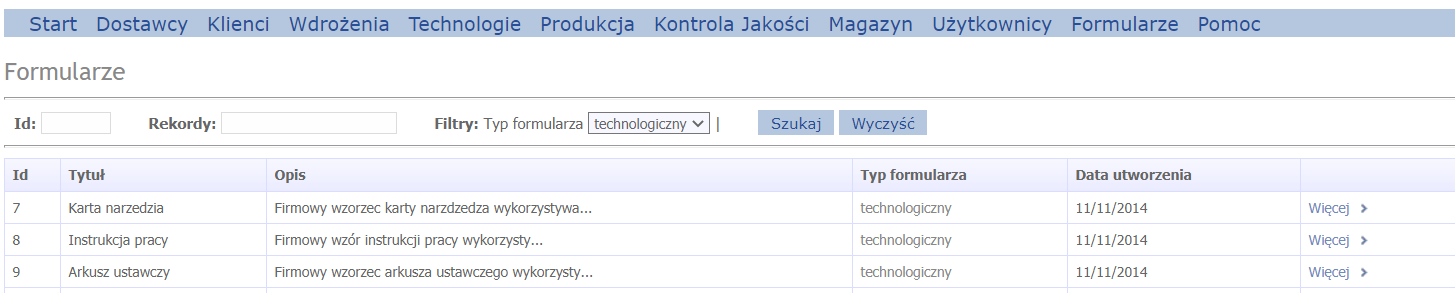 Start Dostawcy Klienci Wdrożenia Technologie Produkcja Kontrola Jakości Magazyn Użytkownicy Formularze Pomoc
Formularze
Id: Rekordy: Filtry: Typ formularza technologiczny | Szukaj Wyczyść
Id Tytuł Opis Typ formularza Data utworzenia
7 Karta narzedzia Firmowy wzorzec karty narzdzedza wykorzystywa... technologiczny 11/11/2014 Więcej
8 Instrukcja pracy Firmowy wzór instrukcji pracy wykorzysty... technologiczny 11/11/2014 Więcej
9 Arkusz ustawczy Firmowy wzorzec arkusza ustawczego wykorzysty... technologiczny 11/11/2014 Więcej